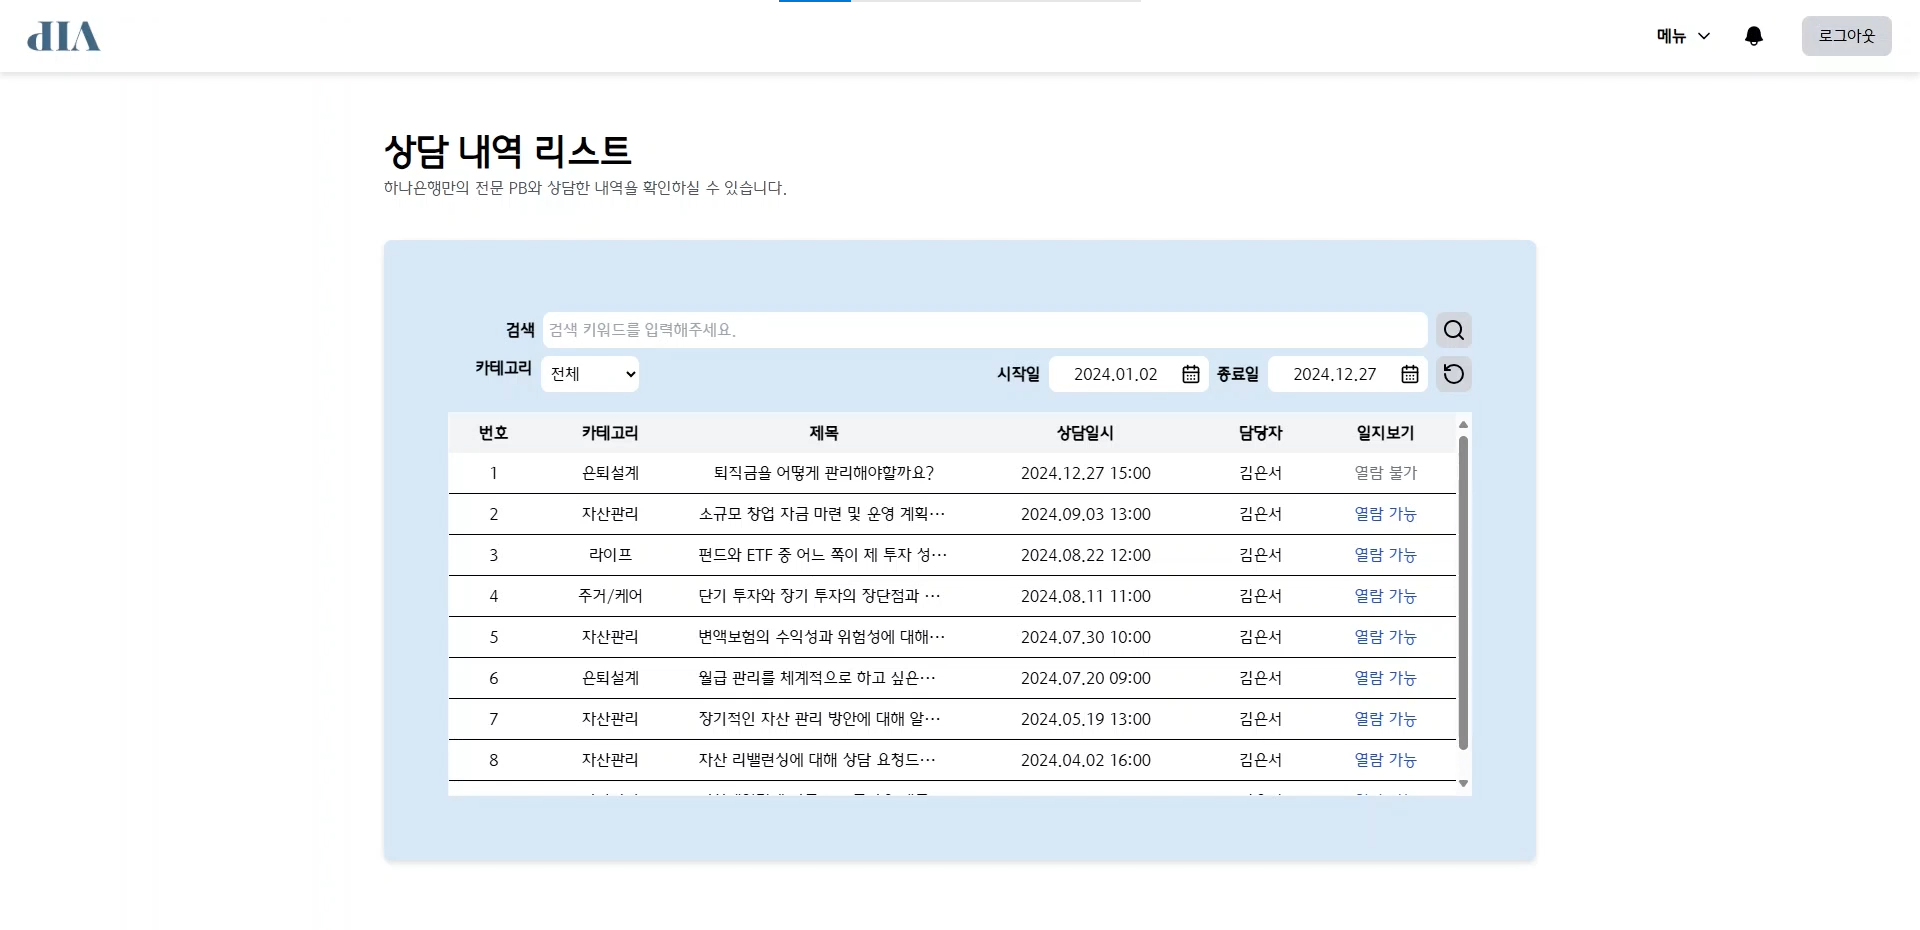 VIP
메뉴
로그아웃
상담 내역 리스트
하나은행만의 전문 PB와 상담한 내역을 확인하실 수 있습니다.
검색 검색 키워드를 입력해주세요.
카테고리 전체 시작일 2024.01.02 종료일 2024.12.27
번호 카테고리 제목 상담일시 담당자 일지보기
1 은퇴설계 퇴직금을 어떻게 관리해야할까요? 2024.12.27 15:00 김은서 열람 불가
2 자산관리 소규모 창업 자금 마련 및 운영 계획… 2024.09.03 13:00 김은서 열람 가능
3 라이프 펀드와 ETF 중 어느 쪽이 제 투자 성… 2024.08.22 12:00 김은서 열람 가능
4 주거/케어 단기 투자와 장기 투자의 장단점과 … 2024.08.11 11:00 김은서 열람 가능
5 자산관리 변액보험의 수익성과 위험성에 대해… 2024.07.30 10:00 김은서 열람 가능
6 은퇴설계 월급 관리를 체계적으로 하고 싶은… 2024.07.20 09:00 김은서 열람 가능
7 자산관리 장기적인 자산 관리 방안에 대해 알… 2024.05.19 13:00 김은서 열람 가능
8 자산관리 자산 리밸런싱에 대해 상담 요청드… 2024.04.02 16:00 김은서 열람 가능